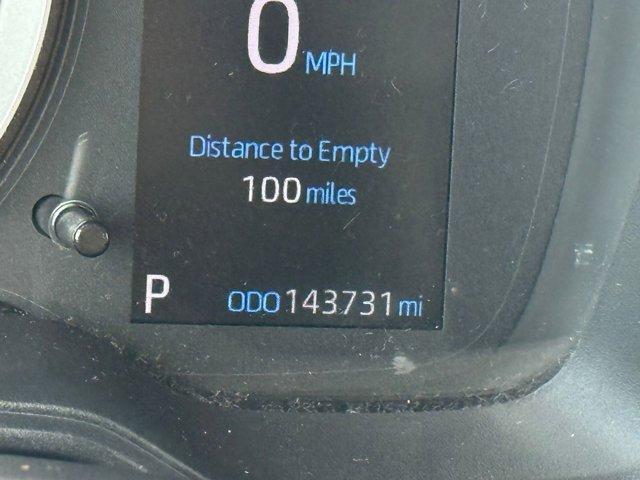 0 MPH
Distance to Empty
100 miles
P ODO 143731 mi